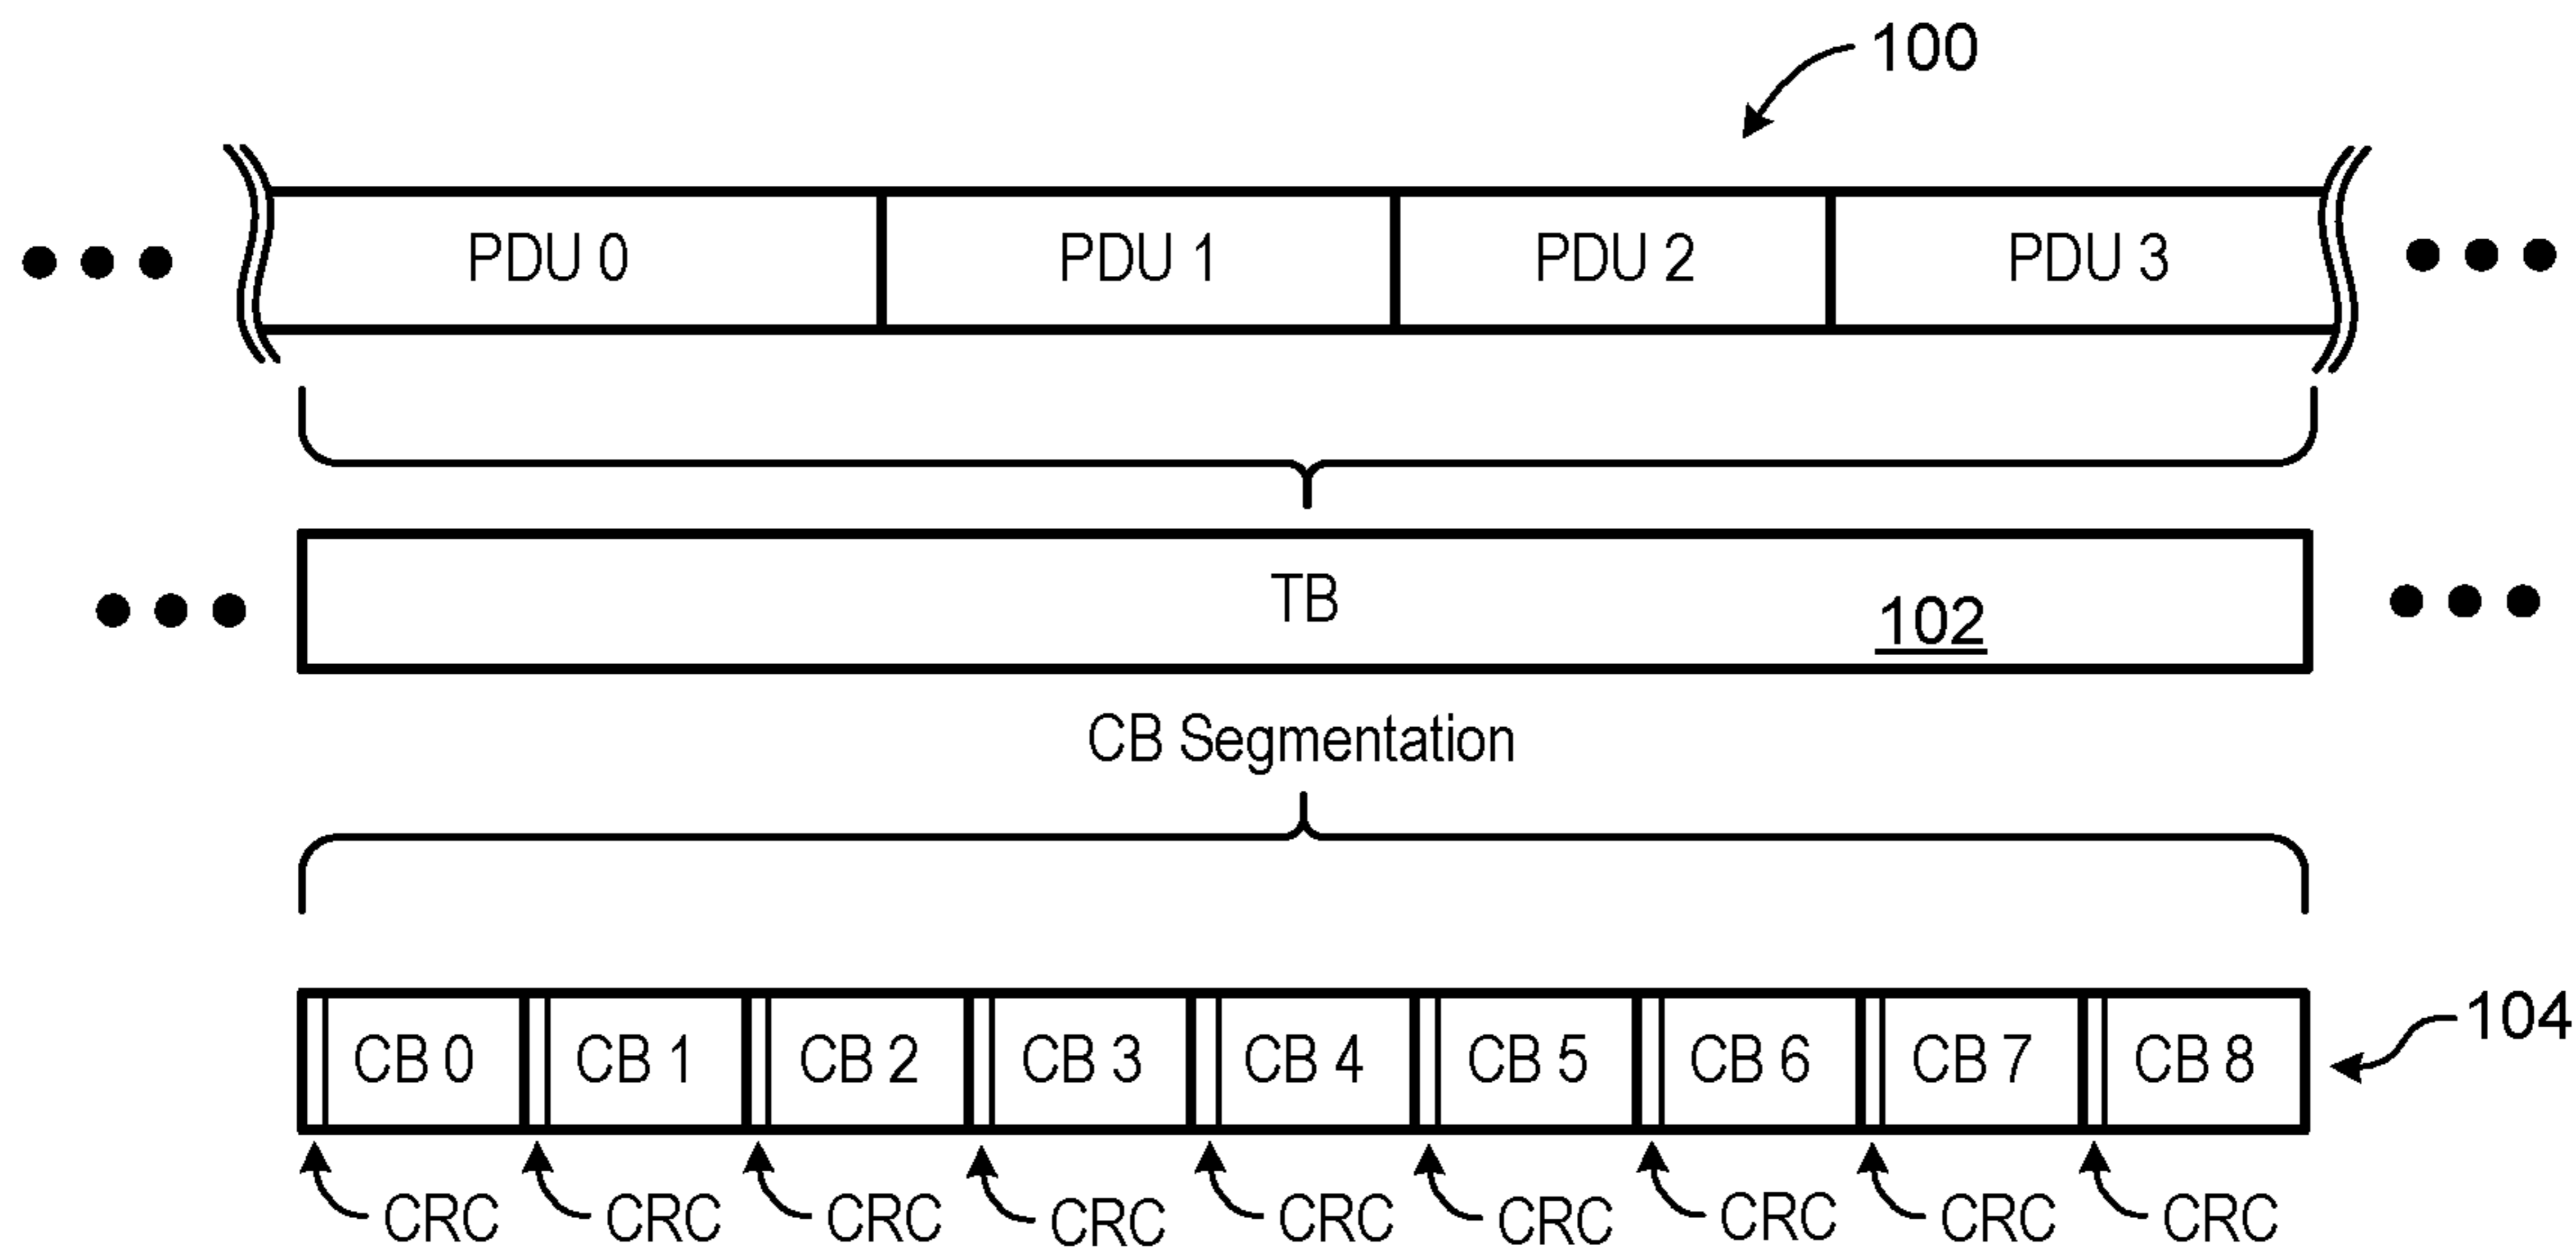 100
PDU 0 PDU 1 PDU 2 PDU 3
TB
102
CB Segmentation
104
CB 0 CB 1 CB 2 CB 3 CB 4 CB 5 CB 6 CB 7 CB 8
CRC CRC CRC CRC CRC CRC CRC CRC CRC